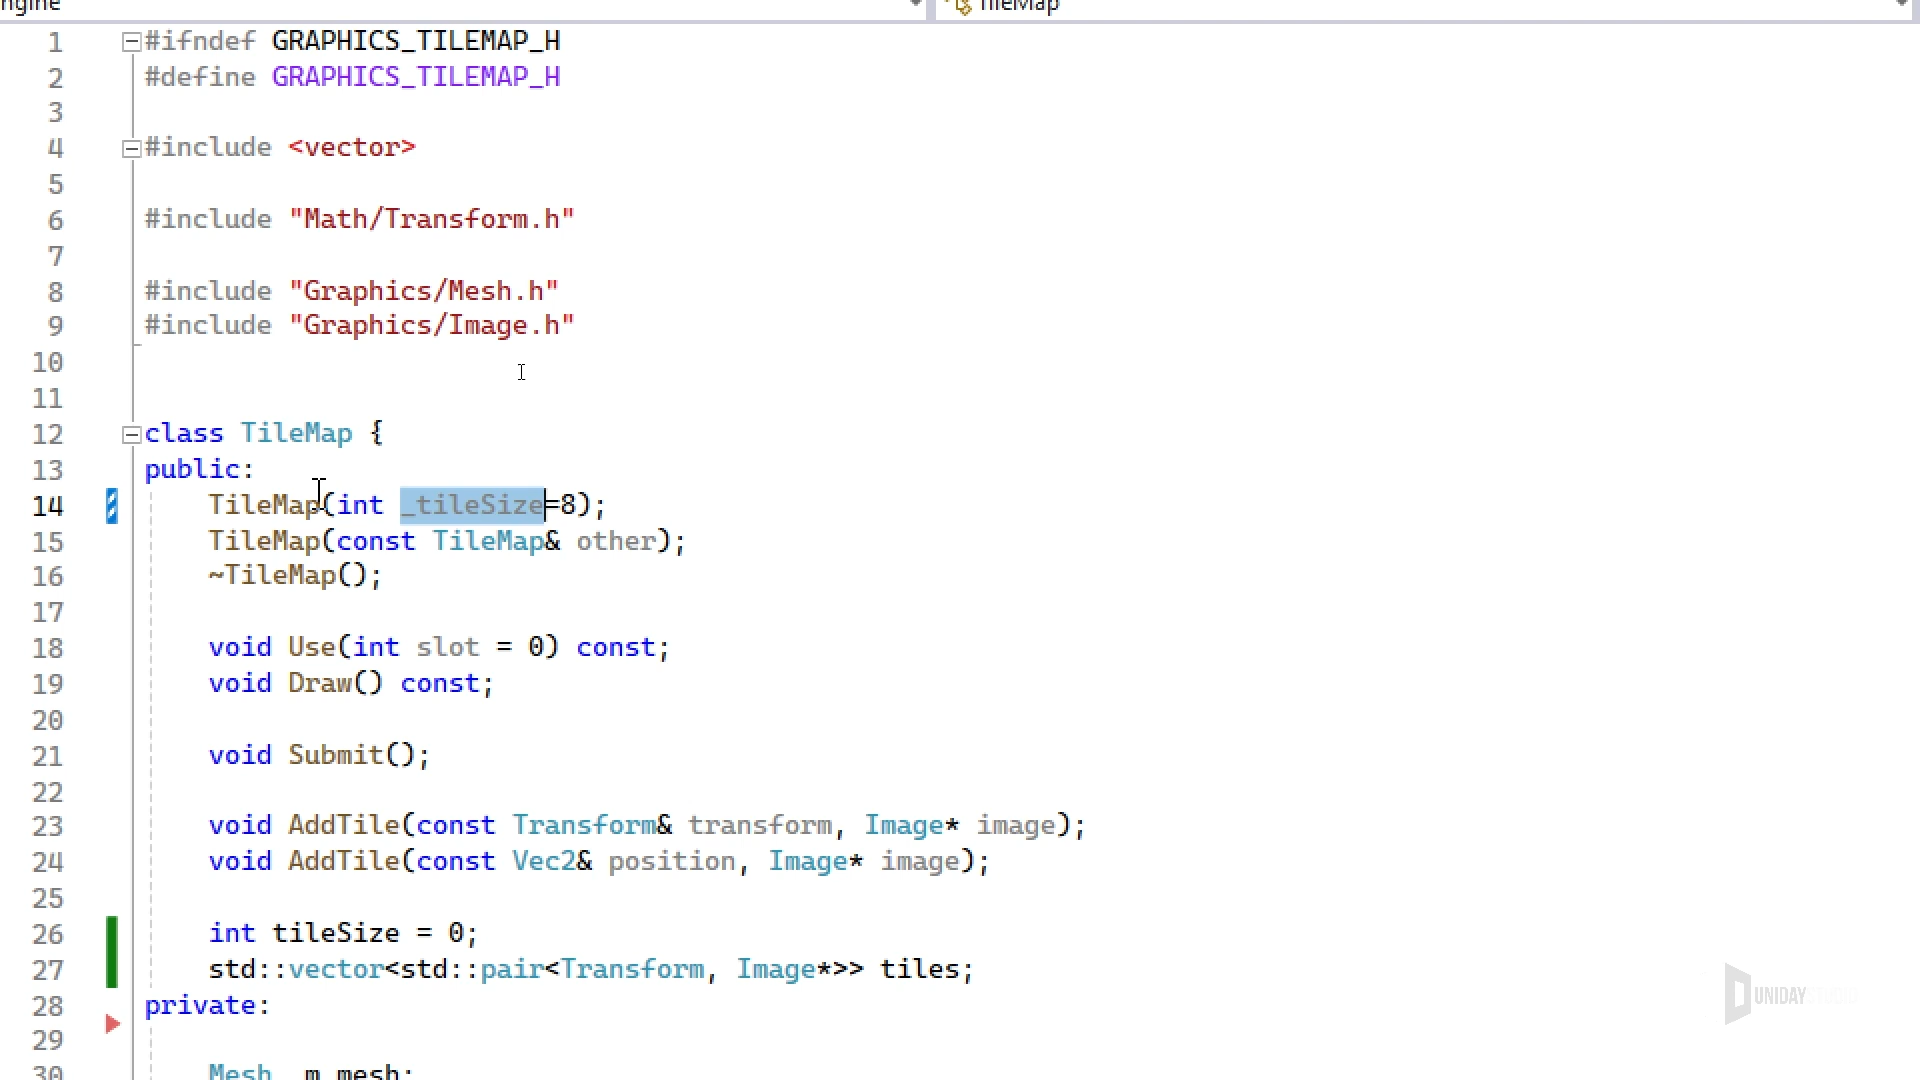 TileMap
1 #ifndef GRAPHICS_TILEMAP_H
2 #define GRAPHICS_TILEMAP_H
3
4 #include <vector>
5
6 #include "Math/Transform.h"
7
8 #include "Graphics/Mesh.h"
9 #include "Graphics/Image.h"
10
11
12 class TileMap {
13 public:
14 TileMap(int _tileSize=8);
15 TileMap(const TileMap& other);
16 ~TileMap();
17
18 void Use(int slot = 0) const;
19 void Draw() const;
20
21 void Submit();
22
23 void AddTile(const Transform& transform, Image* image);
24 void AddTile(const Vec2& position, Image* image);
25
26 int tileSize = 0;
27 std::vector<std::pair<Transform, Image*>> tiles;
28 private:
29
30 Mesh m_mesh;
UNIDAY STUDIO